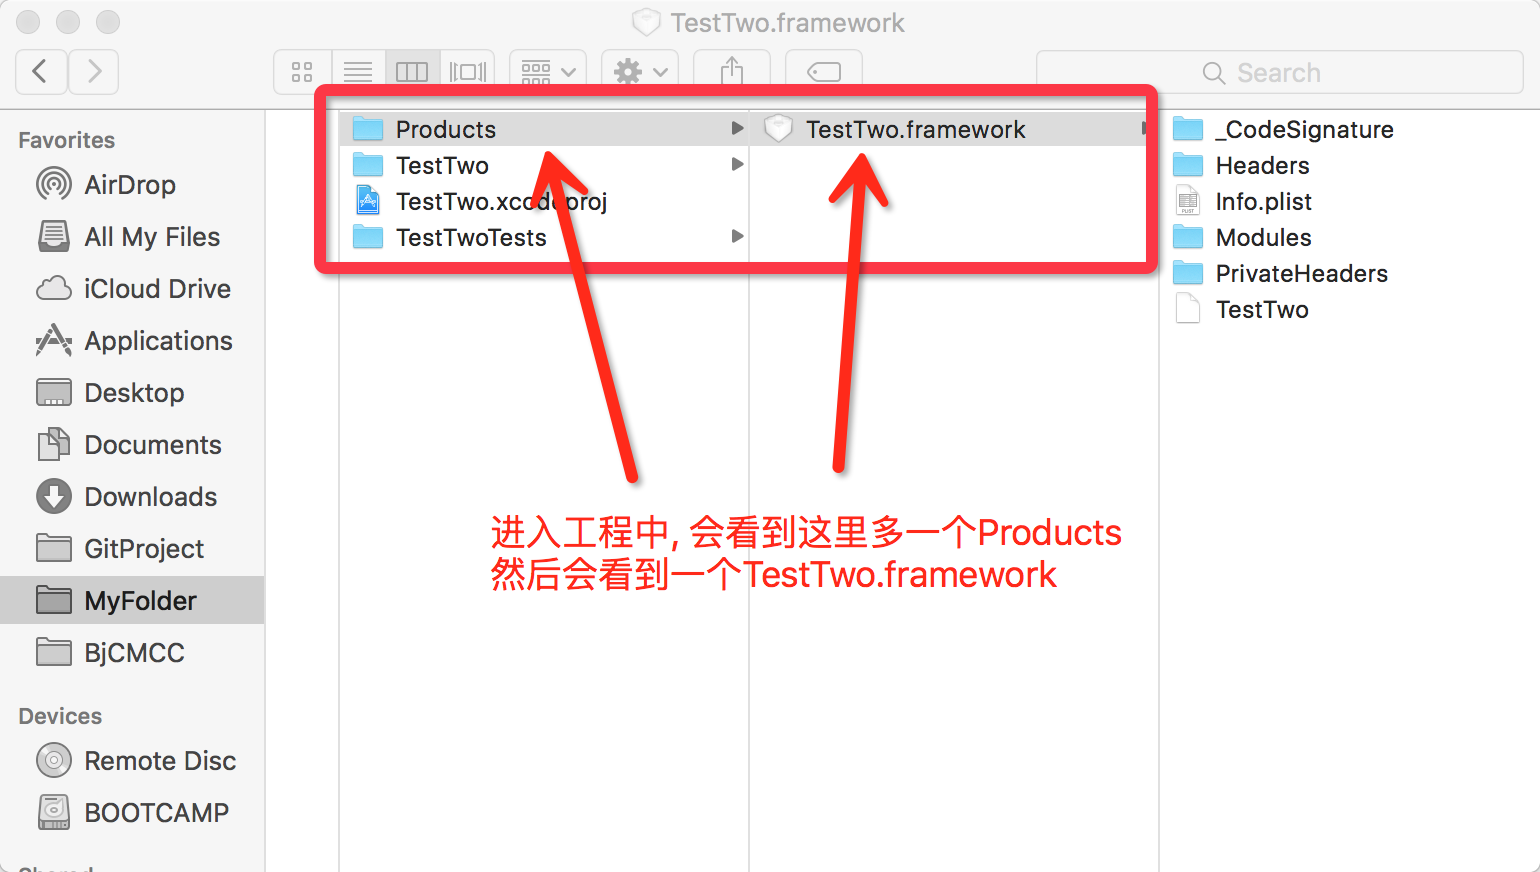 TestTwo.framework
Search
Favorites
AirDrop
All My Files
iCloud Drive
Applications
Desktop
Documents
Downloads
GitProject
MyFolder
BjCMCC
Devices
Remote Disc
BOOTCAMP
Shared
Products
TestTwo
TestTwo.xcodeproj
TestTwoTests
TestTwo.framework
_CodeSignature
Headers
Info.plist
Modules
PrivateHeaders
TestTwo
进入工程中, 会看到这里多一个Products
然后会看到一个TestTwo.framework